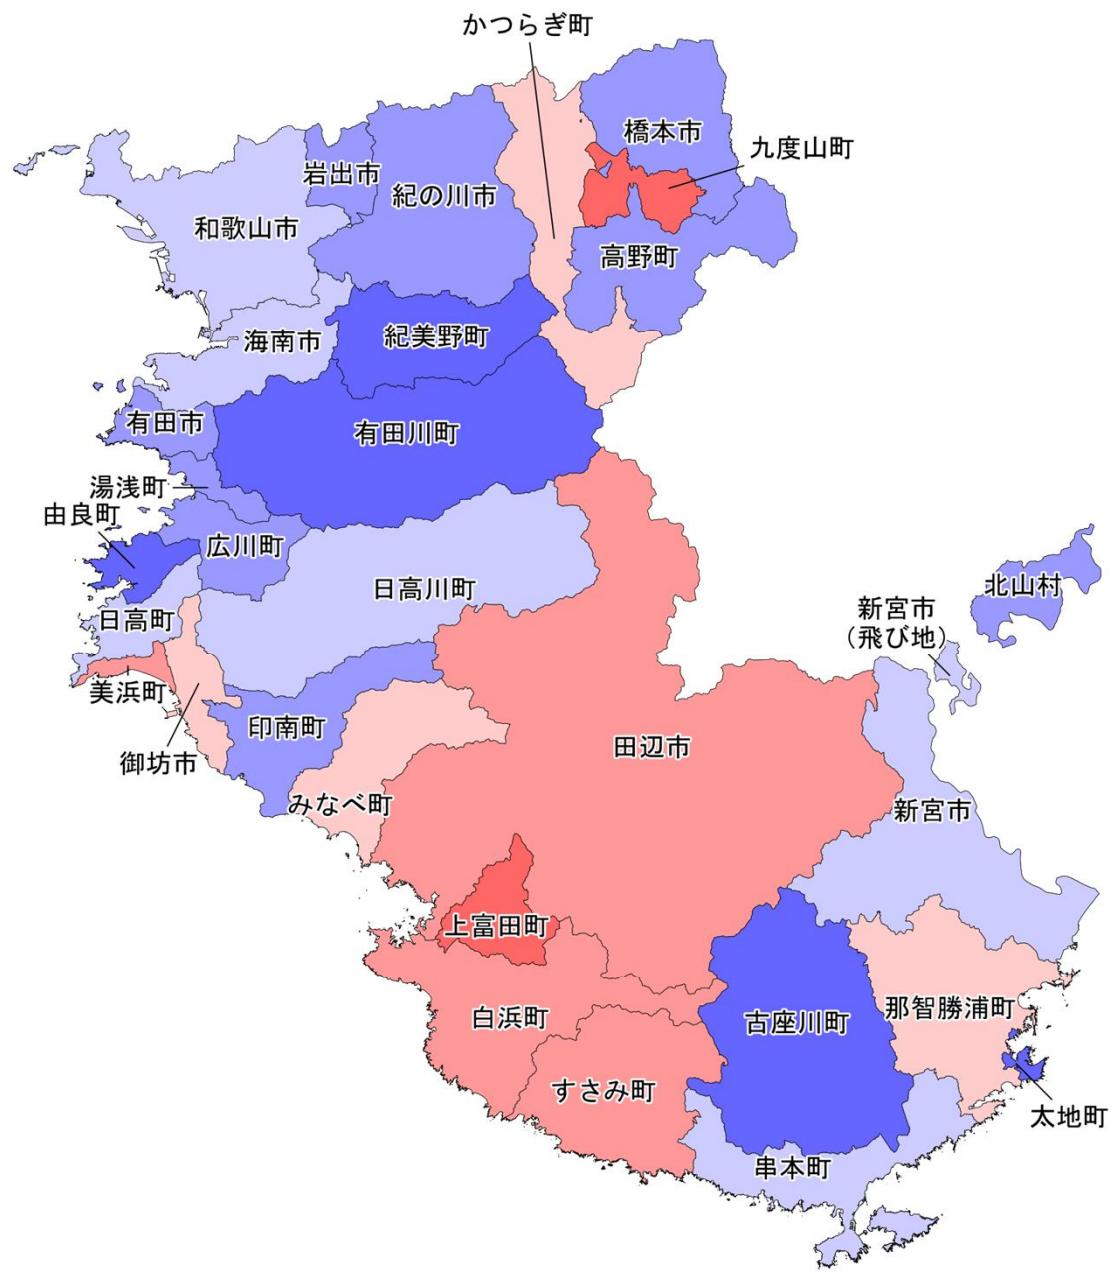 かつらぎ町
橋本市
九度山町
岩出市
紀の川市
和歌山市
高野町
海南市
紀美野町
有田市
有田川町
湯浅町
由良町
広川町
日高川町
北山村
新宮市
（飛び地）
日高町
美浜町
印南町
御坊市
田辺市
みなべ町
新宮市
上富田町
那智勝浦町
白浜町
古座川町
すさみ町
太地町
串本町